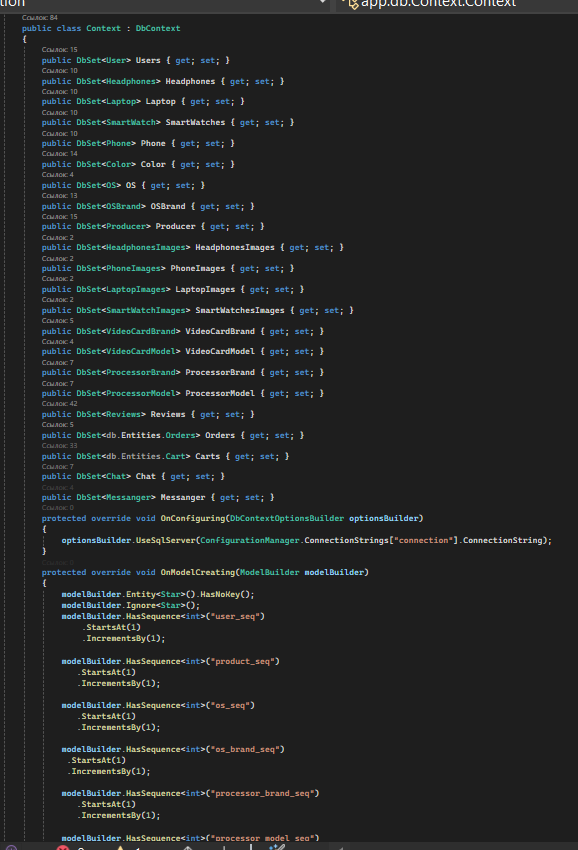 tion
app.db.Context.Context
Ссылок: 84
public class Context : DbContext
{
Ссылок: 15
public DbSet<User> Users { get; set; }
Ссылок: 10
public DbSet<Headphones> Headphones { get; set; }
Ссылок: 10
public DbSet<Laptop> Laptop { get; set; }
Ссылок: 10
public DbSet<SmartWatch> SmartWatches { get; set; }
Ссылок: 10
public DbSet<Phone> Phone { get; set; }
Ссылок: 14
public DbSet<Color> Color { get; set; }
Ссылок: 4
public DbSet<OS> OS { get; set; }
Ссылок: 13
public DbSet<OSBrand> OSBrand { get; set; }
Ссылок: 15
public DbSet<Producer> Producer { get; set; }
Ссылок: 2
public DbSet<HeadphonesImages> HeadphonesImages { get; set; }
Ссылок: 2
public DbSet<PhoneImages> PhoneImages { get; set; }
Ссылок: 2
public DbSet<LaptopImages> LaptopImages { get; set; }
Ссылок: 2
public DbSet<SmartWatchImages> SmartWatchesImages { get; set; }
Ссылок: 5
public DbSet<VideoCardBrand> VideoCardBrand { get; set; }
Ссылок: 4
public DbSet<VideoCardModel> VideoCardModel { get; set; }
Ссылок: 7
public DbSet<ProcessorBrand> ProcessorBrand { get; set; }
Ссылок: 7
public DbSet<ProcessorModel> ProcessorModel { get; set; }
Ссылок: 42
public DbSet<Reviews> Reviews { get; set; }
Ссылок: 5
public DbSet<db.Entities.Orders> Orders { get; set; }
Ссылок: 33
public DbSet<db.Entities.Cart> Carts { get; set; }
Ссылок: 7
public DbSet<Chat> Chat { get; set; }
Ссылок: 4
public DbSet<Messanger> Messanger { get; set; }
Ссылок: 0
protected override void OnConfiguring(DbContextOptionsBuilder optionsBuilder)
{
optionsBuilder.UseSqlServer(ConfigurationManager.ConnectionStrings["connection"].ConnectionString);
}
protected override void OnModelCreating(ModelBuilder modelBuilder)
{
modelBuilder.Entity<Star>().HasNoKey();
modelBuilder.Ignore<Star>();
modelBuilder.HasSequence<int>("user_seq")
.StartsAt(1)
.IncrementsBy(1);
modelBuilder.HasSequence<int>("product_seq")
.StartsAt(1)
.IncrementsBy(1);
modelBuilder.HasSequence<int>("os_seq")
.StartsAt(1)
.IncrementsBy(1);
modelBuilder.HasSequence<int>("os_brand_seq")
.StartsAt(1)
.IncrementsBy(1);
modelBuilder.HasSequence<int>("processor_brand_seq")
.StartsAt(1)
.IncrementsBy(1);
modelBuilder.HasSequence<int>("processor_model_seq")